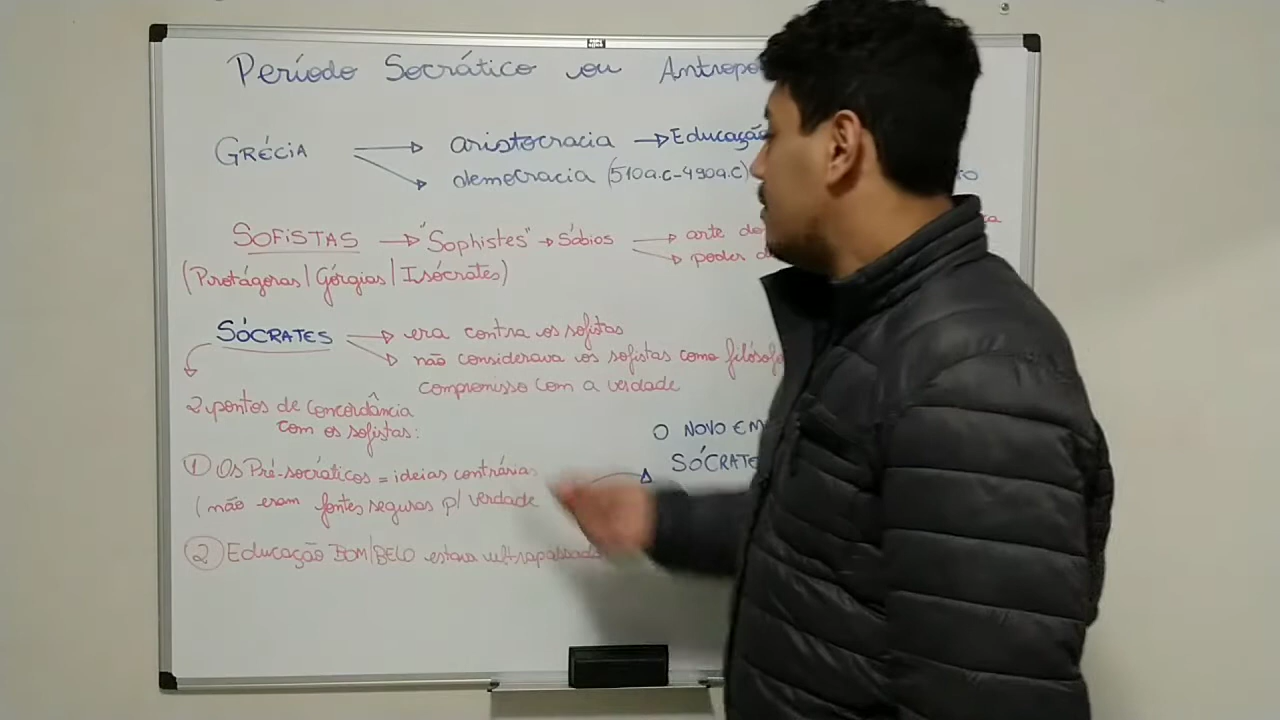 Período Socrático ou Antropo
GRÉCIA → aristocracia → Educação
democracia (510a.c-490a.c)
SOFISTAS → "Sophistes" → Sábios → arte do
poder d
(Protágoras/Górgias/Isócrates)
SÓCRATES → era contra os sofistas
não considerava os sofistas como filósofo
compromisso com a verdade
2 pontos de concordância
com os sofistas:
O NOVO EM
SÓCRATE
① Os Pré-socráticos = ideias contrárias
(não eram fontes seguras p/ verdade
② Educação BOM/BELO estava ultrapassada